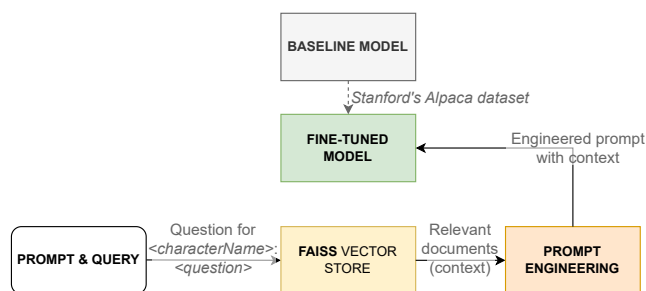 BASELINE MODEL
Stanford's Alpaca dataset
FINE-TUNED
MODEL
Engineered prompt
with context
PROMPT & QUERY
Question for
<characterName>:
<question>
FAISS VECTOR
STORE
Relevant
documents
(context)
PROMPT
ENGINEERING